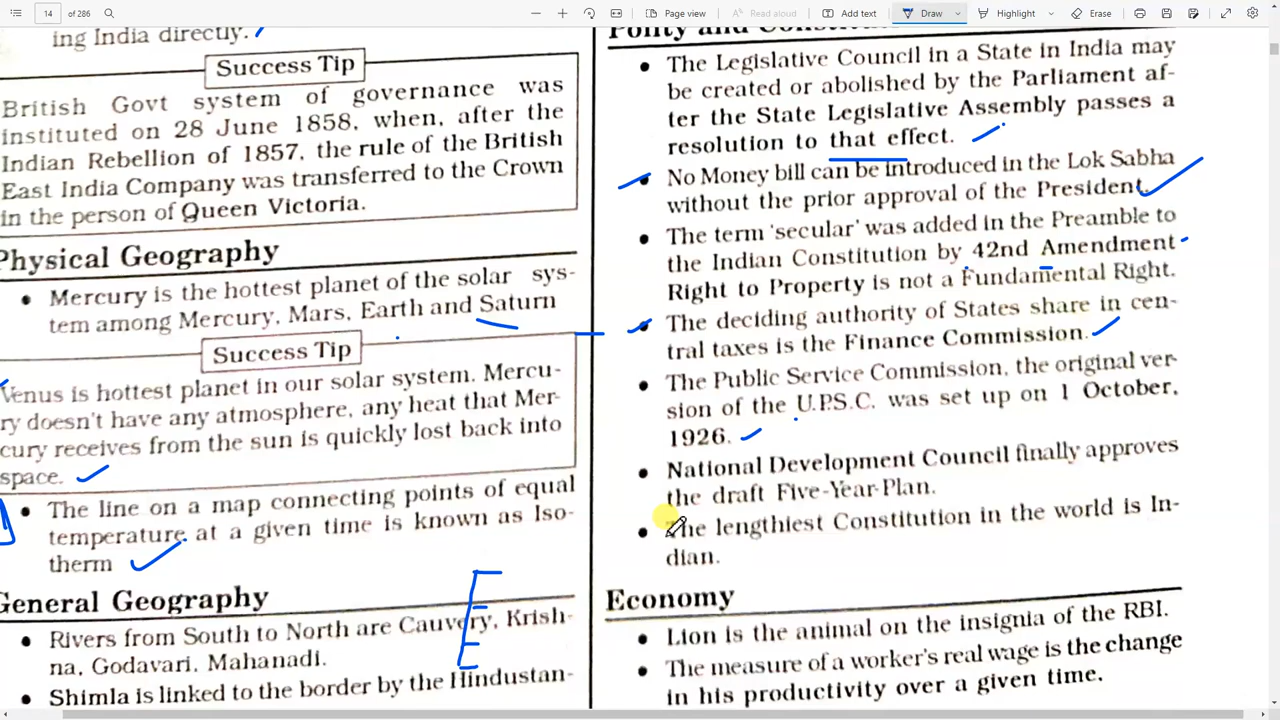 14 of 286
Page view
Read aloud
Add text
Draw
Highlight
Erase
ing India directly.
Success Tip
British Govt system of governance was
instituted on 28 June 1858, when, after the
Indian Rebellion of 1857, the rule of the British
East India Company was transferred to the Crown
in the person of Queen Victoria.
Physical Geography
• Mercury is the hottest planet of the solar sys-
tem among Mercury, Mars, Earth and Saturn
Success Tip
Venus is hottest planet in our solar system. Mercu-
ry doesn't have any atmosphere, any heat that Mer-
cury receives from the sun is quickly lost back into
space.
• The line on a map connecting points of equal
temperature at a given time is known as Iso-
therm
General Geography
• Rivers from South to North are Cauvery, Krish-
na, Godavari, Mahanadi.
• Shimla is linked to the border by the Hindustan-
Polity and
• The Legislative Council in a State in India may
be created or abolished by the Parliament af-
ter the State Legislative Assembly passes a
resolution to that effect.
• No Money bill can be introduced in the Lok Sabha
without the prior approval of the President.
• The term 'secular' was added in the Preamble to
the Indian Constitution by 42nd Amendment
Right to Property is not a Fundamental Right.
• The deciding authority of States share in cen-
tral taxes is the Finance Commission.
• The Public Service Commission, the original ver-
sion of the U.P.S.C. was set up on 1 October,
1926.
• National Development Council finally approves
the draft Five-Year-Plan.
• The lengthiest Constitution in the world is In-
dian.
Economy
• Lion is the animal on the insignia of the RBI.
• The measure of a worker's real wage is the change
in his productivity over a given time.